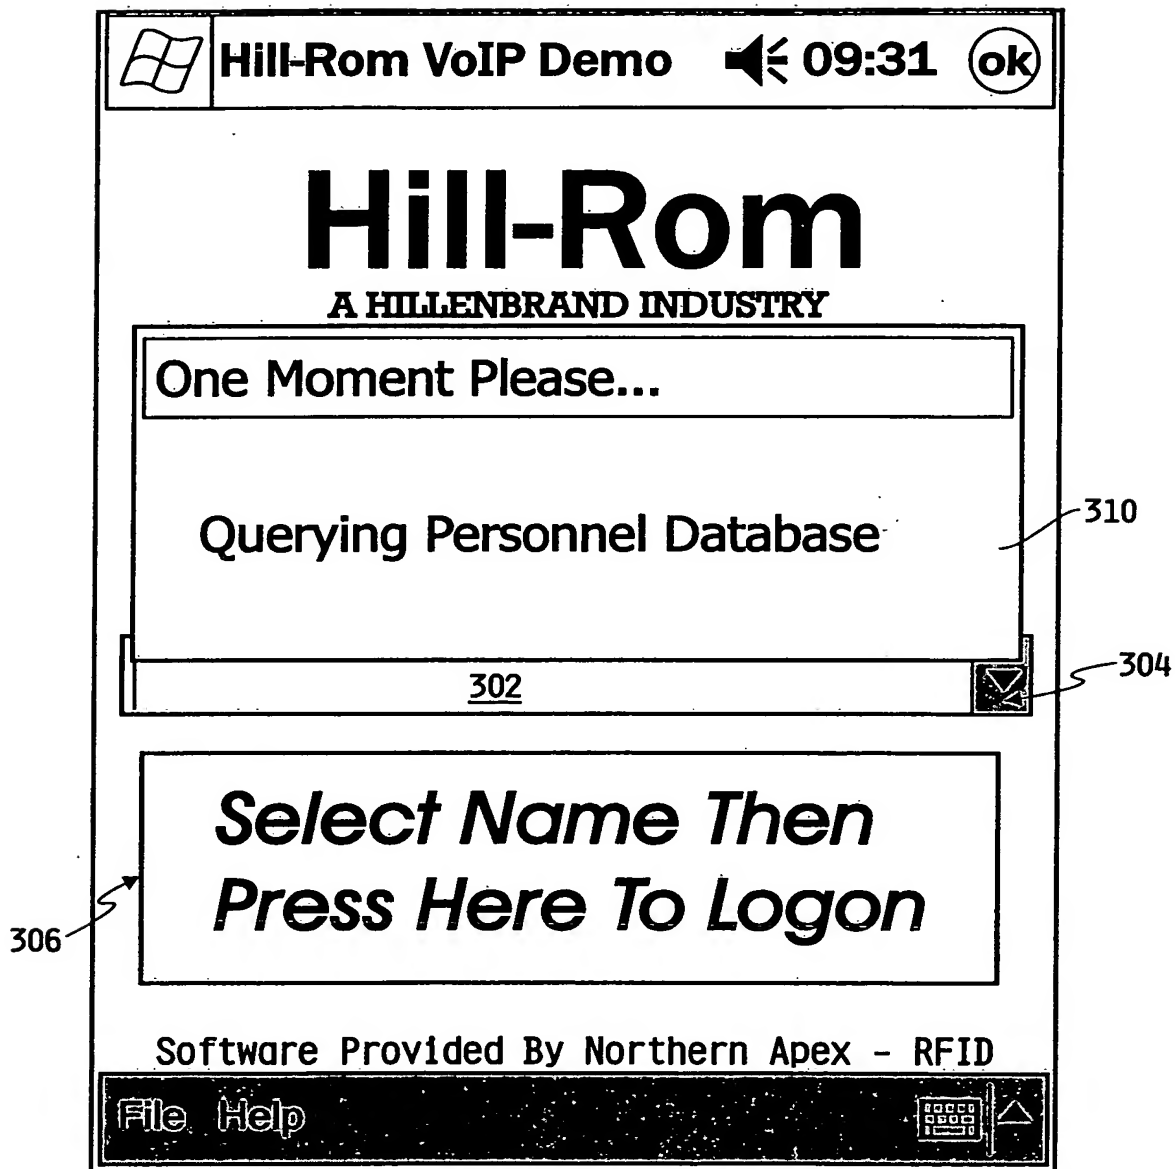 Hill-Rom VoIP Demo 09:31 ok
Hill-Rom
A HILLENBRAND INDUSTRY
One Moment Please...
Querying Personnel Database
310
304
302
Select Name Then
Press Here To Logon
306
Software Provided By Northern Apex - RFID
File Help